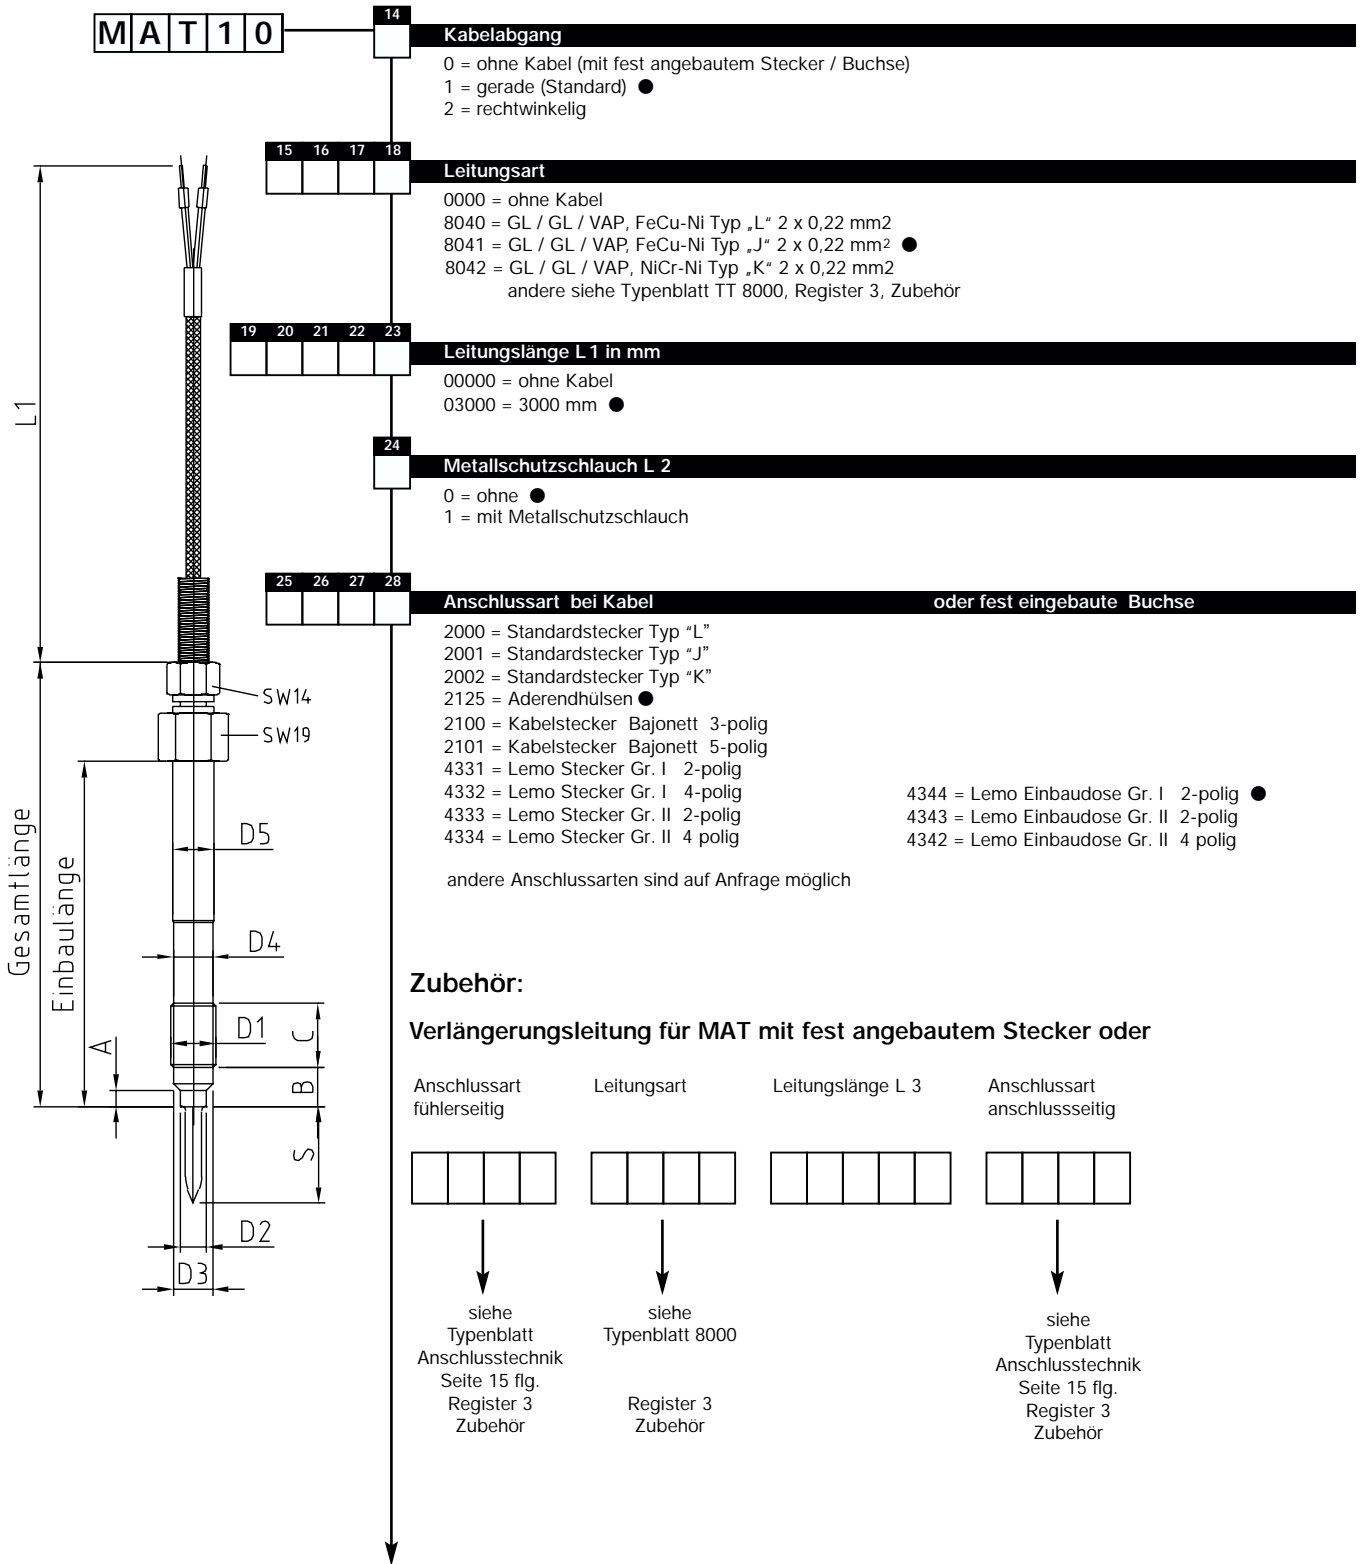 MAT10
14
Kabelabgang
0 = ohne Kabel (mit fest angebautem Stecker / Buchse)
1 = gerade (Standard) ●
2 = rechtwinkelig
15 16 17 18
Leitungsart
0000 = ohne Kabel
8040 = GL / GL / VAP, FeCu-Ni Typ „L“ 2 x 0,22 mm2
8041 = GL / GL / VAP, FeCu-Ni Typ „J“ 2 x 0,22 mm² ●
8042 = GL / GL / VAP, NiCr-Ni Typ „K“ 2 x 0,22 mm2
andere siehe Typenblatt TT 8000, Register 3, Zubehör
19 20 21 22 23
Leitungslänge L1 in mm
00000 = ohne Kabel
03000 = 3000 mm ●
24
Metallschutzschlauch L 2
0 = ohne ●
1 = mit Metallschutzschlauch
25 26 27 28
Anschlussart bei Kabel oder fest eingebaute Buchse
2000 = Standardstecker Typ “L”
2001 = Standardstecker Typ “J”
2002 = Standardstecker Typ “K”
2125 = Aderendhülsen ●
2100 = Kabelstecker Bajonett 3-polig
2101 = Kabelstecker Bajonett 5-polig
4331 = Lemo Stecker Gr. I 2-polig
4332 = Lemo Stecker Gr. I 4-polig
4333 = Lemo Stecker Gr. II 2-polig
4334 = Lemo Stecker Gr. II 4 polig
4344 = Lemo Einbaudose Gr. I 2-polig ●
4343 = Lemo Einbaudose Gr. II 2-polig
4342 = Lemo Einbaudose Gr. II 4 polig
andere Anschlussarten sind auf Anfrage möglich
L1
SW14
SW19
Gesamtlänge
Einbaulänge
D5
D4
D1
C
A
B
S
D2
D3
Zubehör:
Verlängerungsleitung für MAT mit fest angebautem Stecker oder
Anschlussart
fühlerseitig
Leitungsart
Leitungslänge L 3
Anschlussart
anschlussseitig
siehe
Typenblatt
Anschlusstechnik
Seite 15 flg.
Register 3
Zubehör
siehe
Typenblatt 8000
Register 3
Zubehör
siehe
Typenblatt
Anschlusstechnik
Seite 15 flg.
Register 3
Zubehör